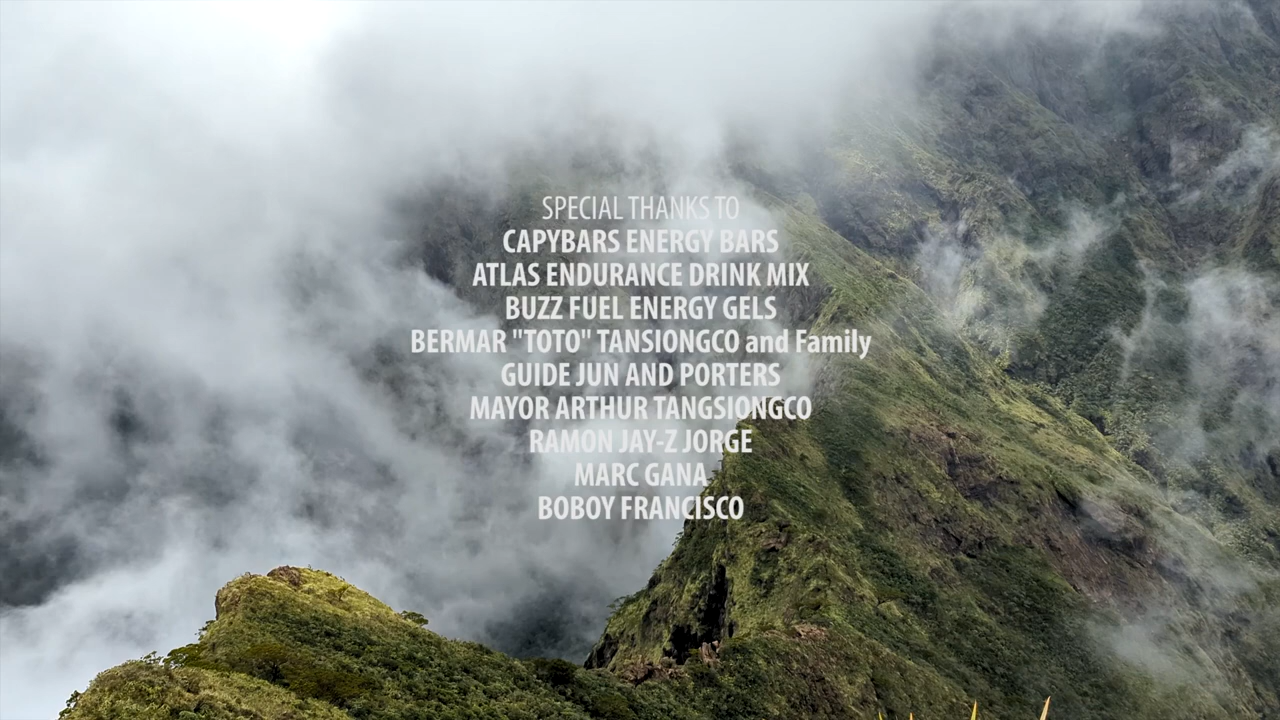 SPECIAL THANKS TO
CAPYBARS ENERGY BARS
ATLAS ENDURANCE DRINK MIX
BUZZ FUEL ENERGY GELS
BERMAR "TOTO" TANSIONGCO and Family
GUIDE JUN AND PORTERS
MAYOR ARTHUR TANGSIONGCO
RAMON JAY-Z JORGE
MARC GANA
BOBOY FRANCISCO